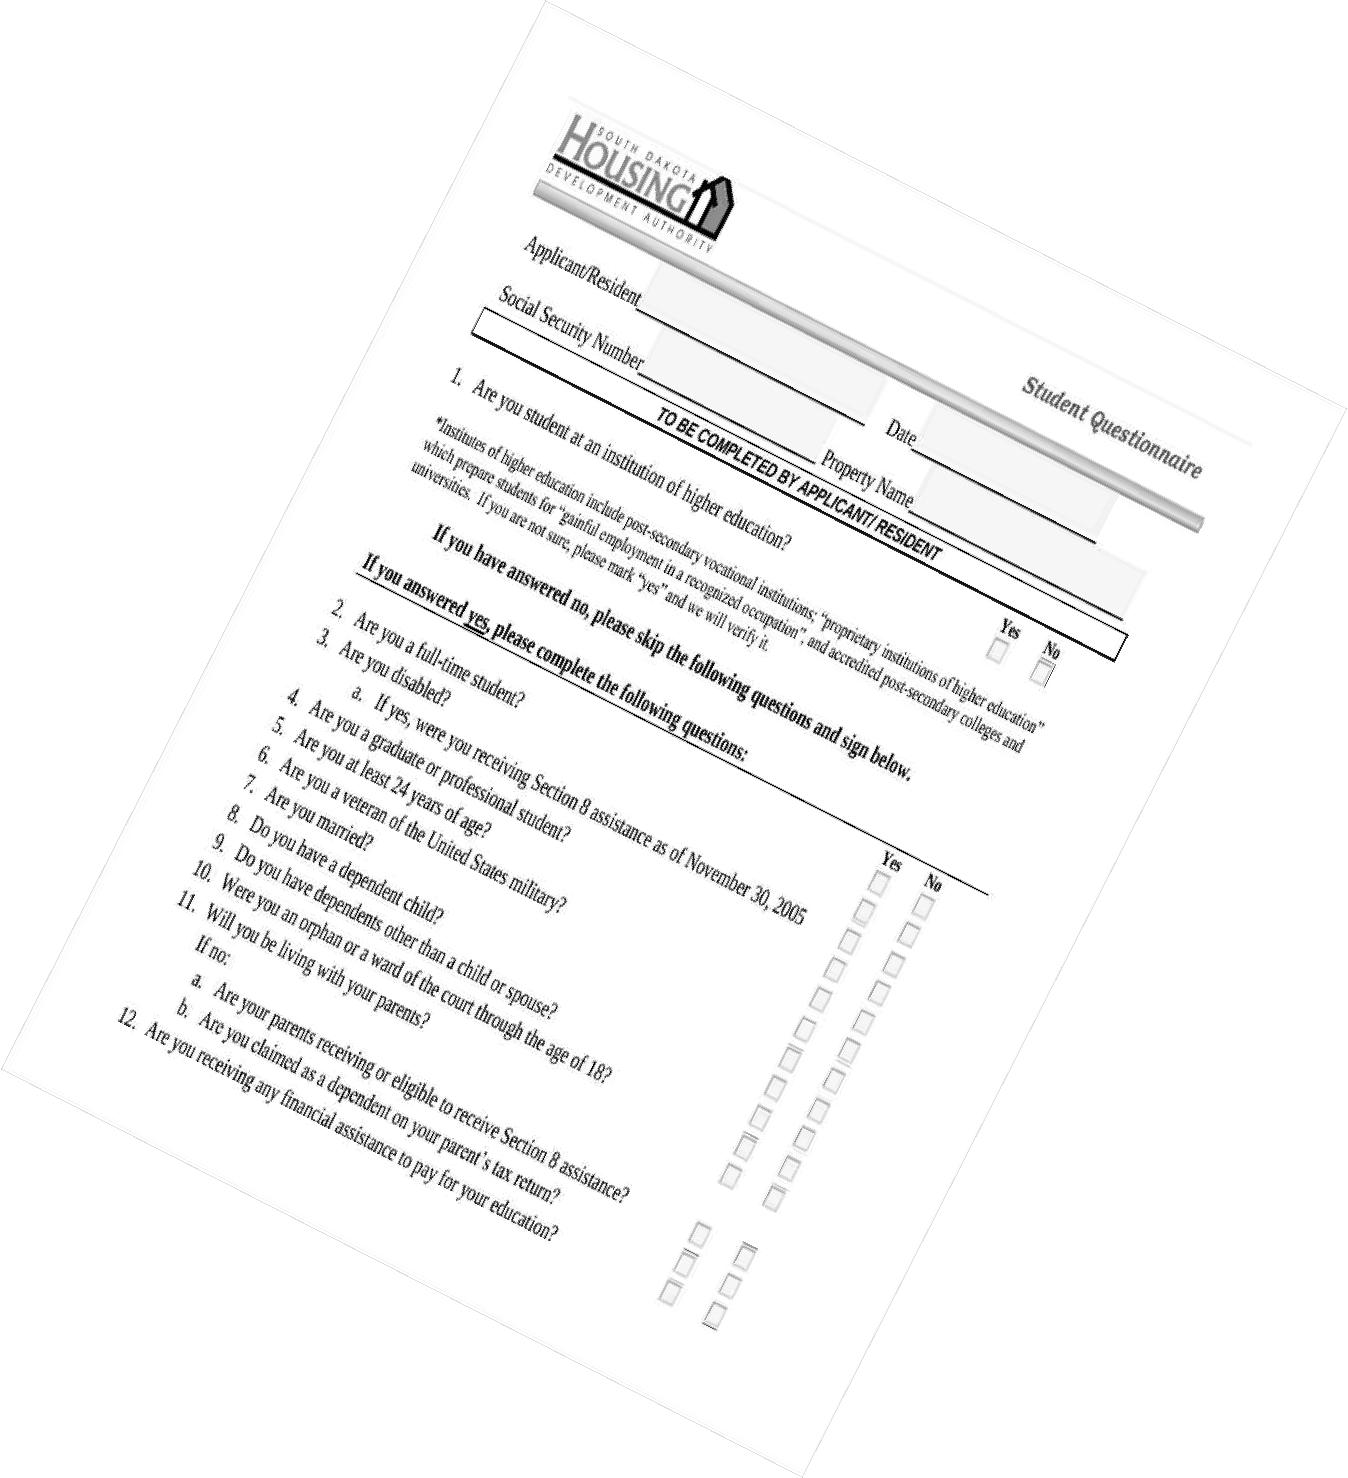 SOUTH DAKOTA
HOUSING
DEVELOPMENT AUTHORITY
Student Questionnaire
Applicant/Resident Date
Social Security Number Property Name
TO BE COMPLETED BY APPLICANT/ RESIDENT
Yes No
1. Are you student at an institution of higher education?
*Institutes of higher education include post-secondary vocational institutions; “proprietary institutions of higher education”
which prepare students for “gainful employment in a recognized occupation”, and accredited post-secondary colleges and
universities. If you are not sure, please mark “yes” and we will verify it.
If you have answered no, please skip the following questions and sign below.
If you answered yes, please complete the following questions:
Yes No
2. Are you a full-time student?
3. Are you disabled?
a. If yes, were you receiving Section 8 assistance as of November 30, 2005
4. Are you a graduate or professional student?
5. Are you at least 24 years of age?
6. Are you a veteran of the United States military?
7. Are you married?
8. Do you have a dependent child?
9. Do you have dependents other than a child or spouse?
10. Were you an orphan or a ward of the court through the age of 18?
11. Will you be living with your parents?
If no:
a. Are your parents receiving or eligible to receive Section 8 assistance?
b. Are you claimed as a dependent on your parent’s tax return?
12. Are you receiving any financial assistance to pay for your education?